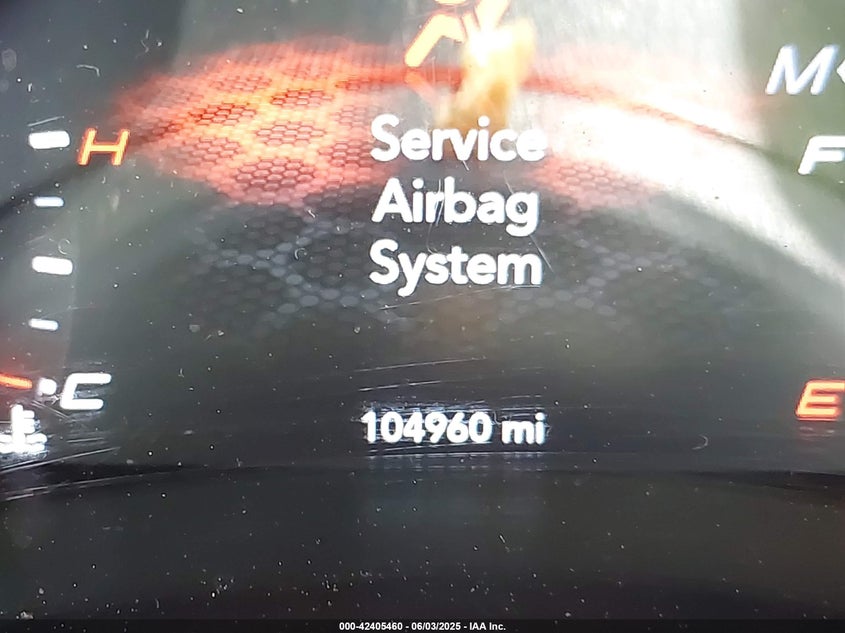 H
F
Service
Airbag
System
C
E
104960 mi
000-42405460 - 06/03/2025 - IAA Inc.